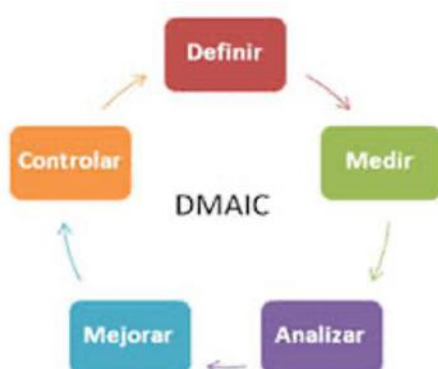 Definir
Controlar
Medir
DMAIC
Mejorar
Analizar